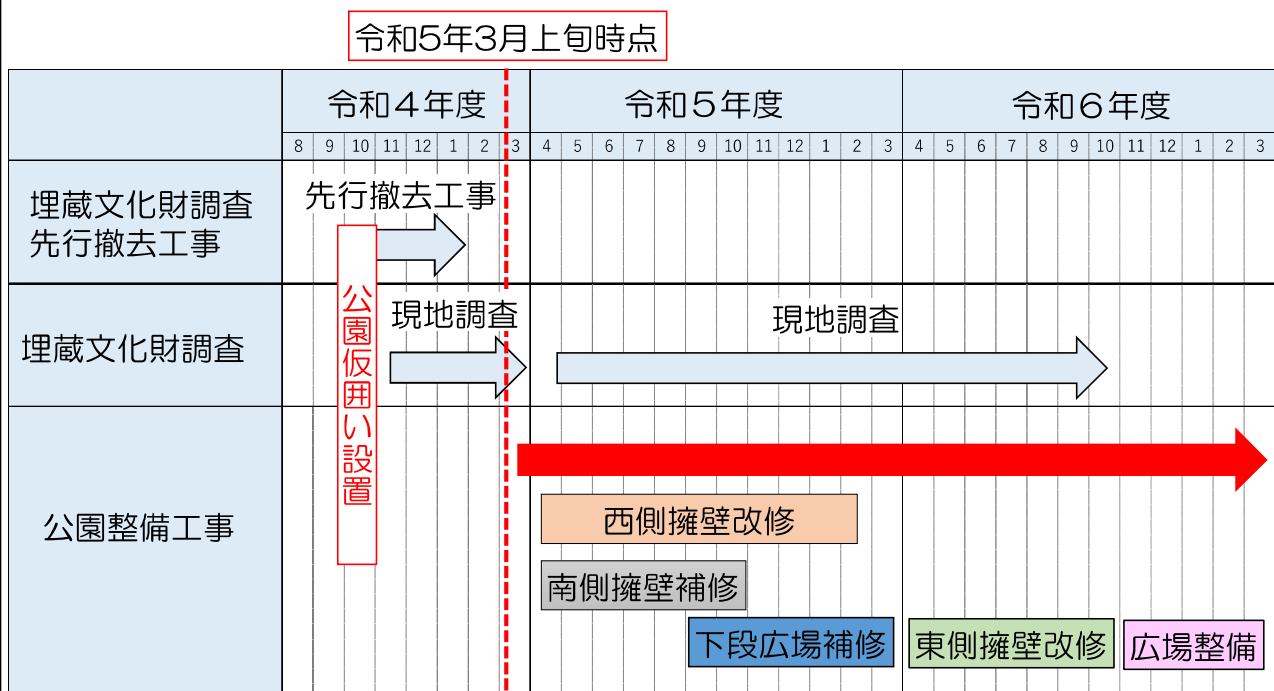 令和5年3月上旬時点
令和４年度 令和５年度 令和６年度
8 9 10 11 12 1 2 3 4 5 6 7 8 9 10 11 12 1 2 3 4 5 6 7 8 9 10 11 12 1 2 3
埋蔵文化財調査
先行撤去工事
先行撤去工事
公園仮囲い設置
埋蔵文化財調査
現地調査
現地調査
公園整備工事
西側擁壁改修
南側擁壁補修
下段広場補修
東側擁壁改修
広場整備